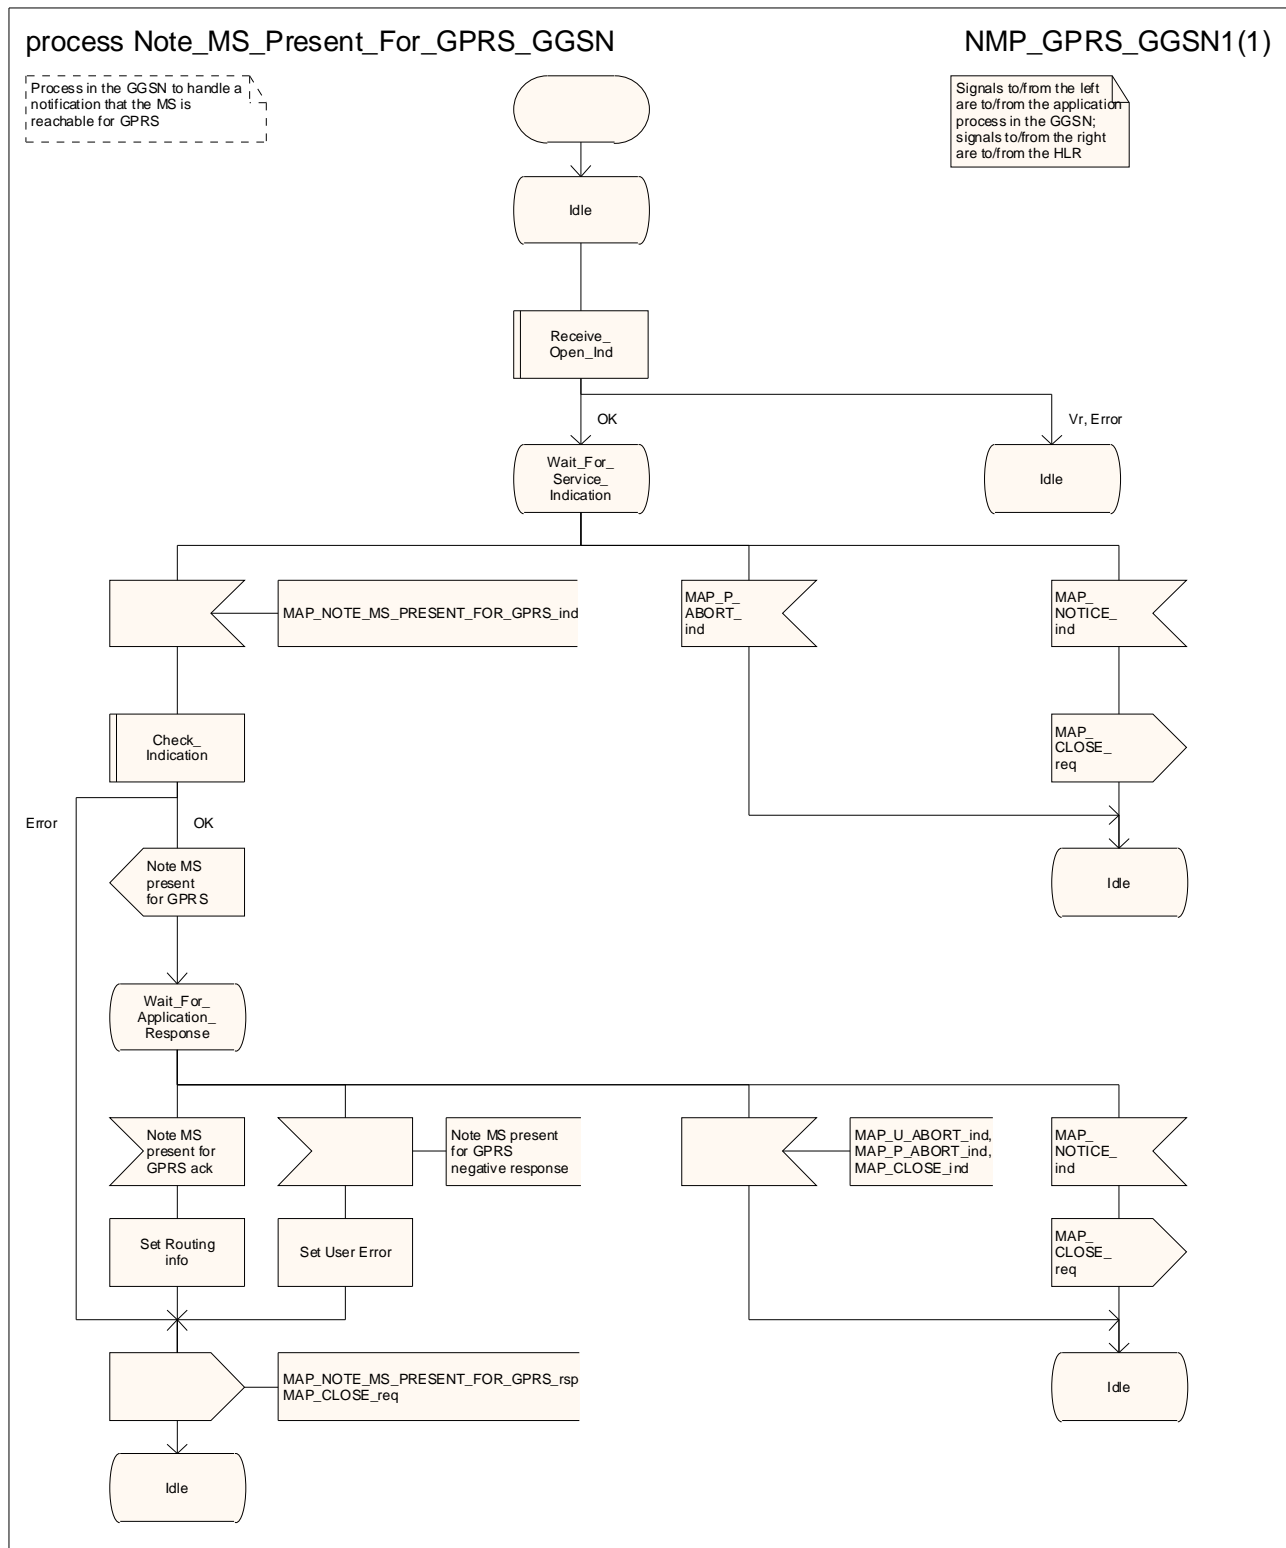 process Note_MS_Present_For_GPRS_GGSN
NMP_GPRS_GGSN1(1)
Process in the GGSN to handle a
notification that the MS is
reachable for GPRS
Signals to/from the left
are to/from the application
process in the GGSN;
signals to/from the right
are to/from the HLR
Idle
Receive_
Open_Ind
OK
Vr, Error
Wait_For_
Service_
Indication
Idle
MAP_NOTE_MS_PRESENT_FOR_GPRS_ind
MAP_P_
ABORT_
ind
MAP_
NOTICE_
ind
Check_
Indication
MAP_
CLOSE_
req
Error
OK
Note MS
present
for GPRS
Idle
Wait_For_
Application_
Response
Note MS
present for
GPRS ack
Note MS present
for GPRS
negative response
MAP_U_ABORT_ind,
MAP_P_ABORT_ind,
MAP_CLOSE_ind
MAP_
NOTICE_
ind
Set Routing
info
Set User Error
MAP_
CLOSE_
req
MAP_NOTE_MS_PRESENT_FOR_GPRS_rsp
MAP_CLOSE_req
Idle
Idle